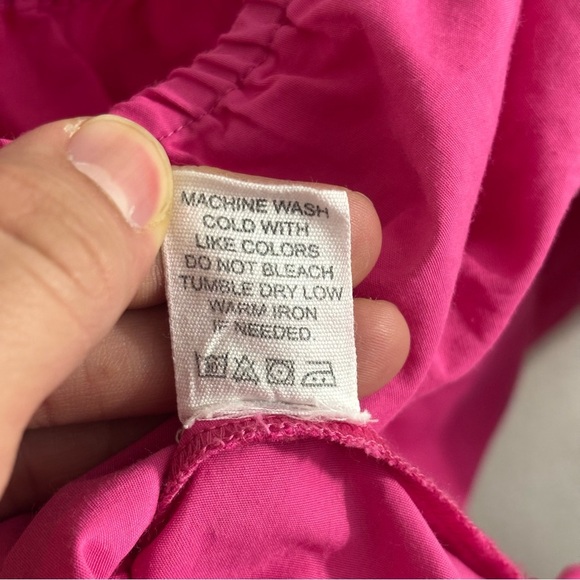 MACHINE WASH
COLD WITH
LIKE COLORS
DO NOT BLEACH
TUMBLE DRY LOW
WARM IRON
IF NEEDED.